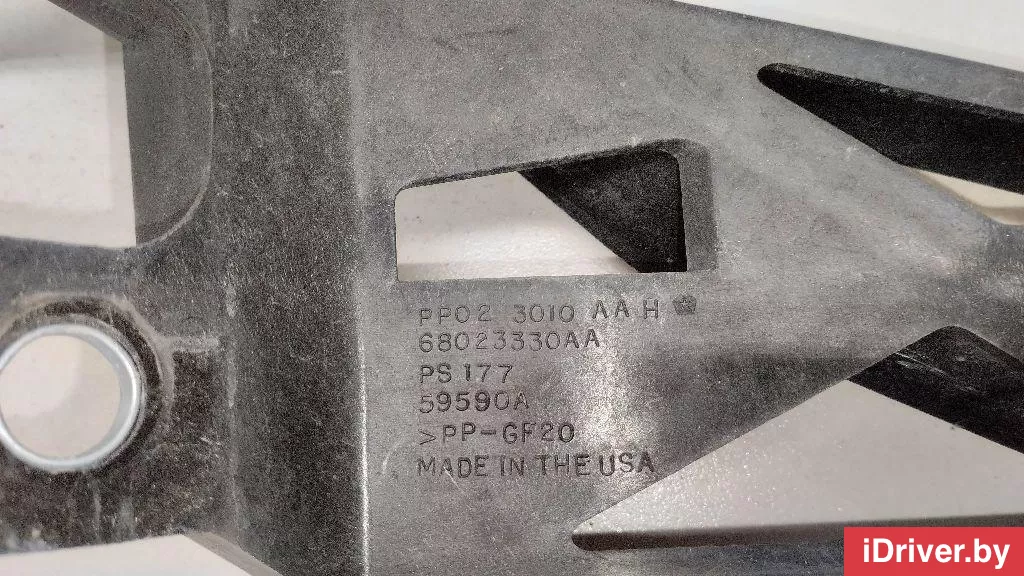 PP02 3010 AA H
68023330AA
PS 177
59590A
>PP-GF20
MADE IN THE USA
iDriver.by